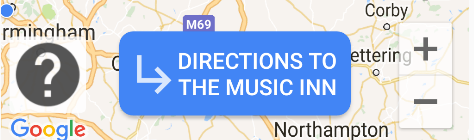 M69
Corby
rmingham
C
DIRECTIONS TO
THE MUSIC INN
ettering
?
+
−
Google
Northampton